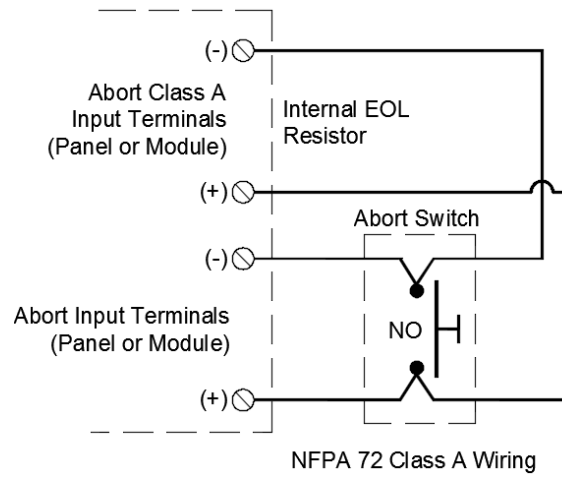 (-)
Abort Class A
Input Terminals
(Panel or Module)
Internal EOL
Resistor
(+)
Abort Switch
(-)
Abort Input Terminals
(Panel or Module)
NO
(+)
NFPA 72 Class A Wiring